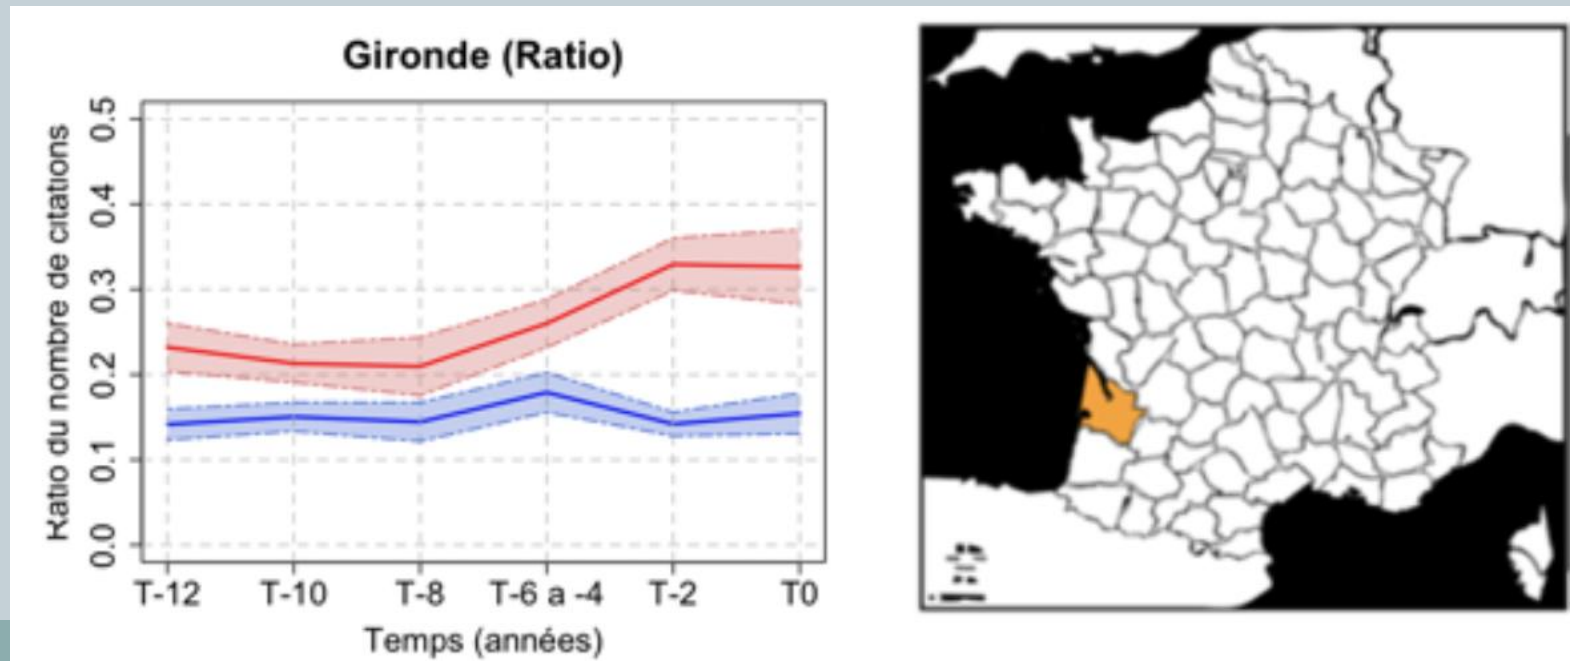 Gironde (Ratio)
Ratio du nombre de citations
0.5
0.4
0.3
0.2
0.1
0.0
T-12 T-10 T-8 T-6 a -4 T-2 T0
Temps (années)